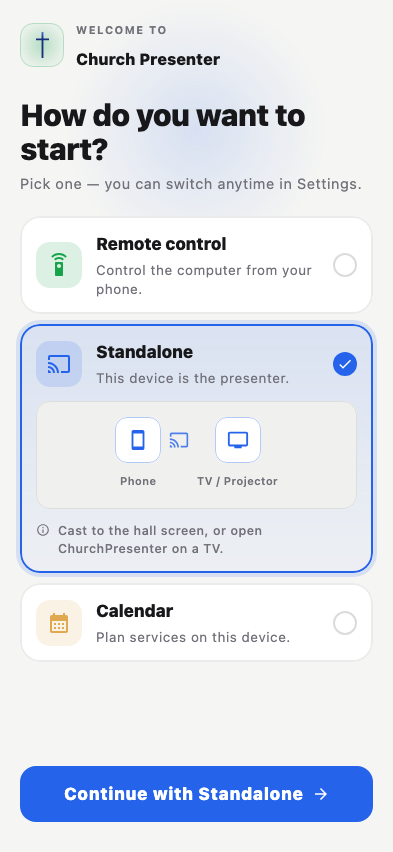 WELCOME TO
Church Presenter
How do you want to
start?
Pick one — you can switch anytime in Settings.
Remote control
Control the computer from your
phone.
Standalone
This device is the presenter.
Phone
TV / Projector
Cast to the hall screen, or open
ChurchPresenter on a TV.
Calendar
Plan services on this device.
Continue with Standalone →